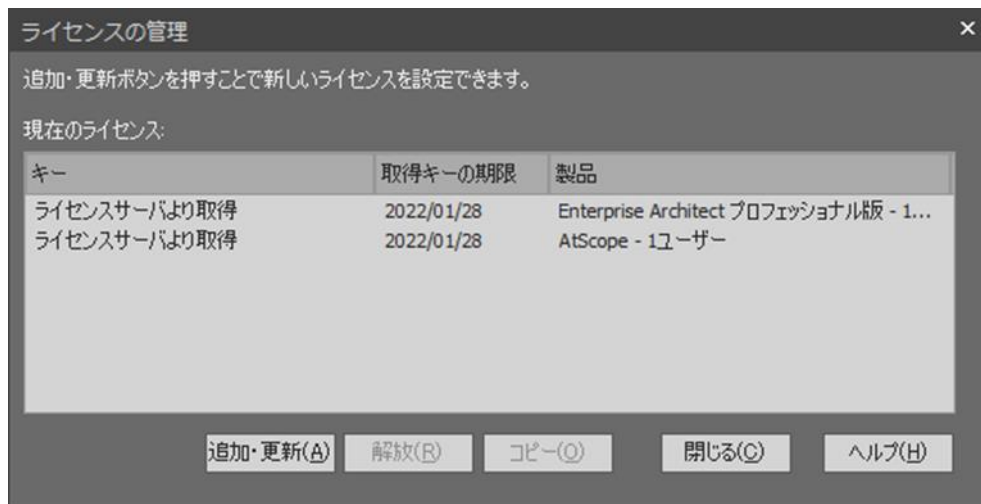 ライセンスの管理 ×
追加・更新ボタンを押すことで新しいライセンスを設定できます。
現在のライセンス:
キー 取得キーの期限 製品
ライセンスサーバより取得 2022/01/28 Enterprise Architect プロフェッショナル版 - 1...
ライセンスサーバより取得 2022/01/28 AtScope - 1ユーザー
追加・更新(A) 解放(R) コピー(O) 閉じる(C) ヘルプ(H)